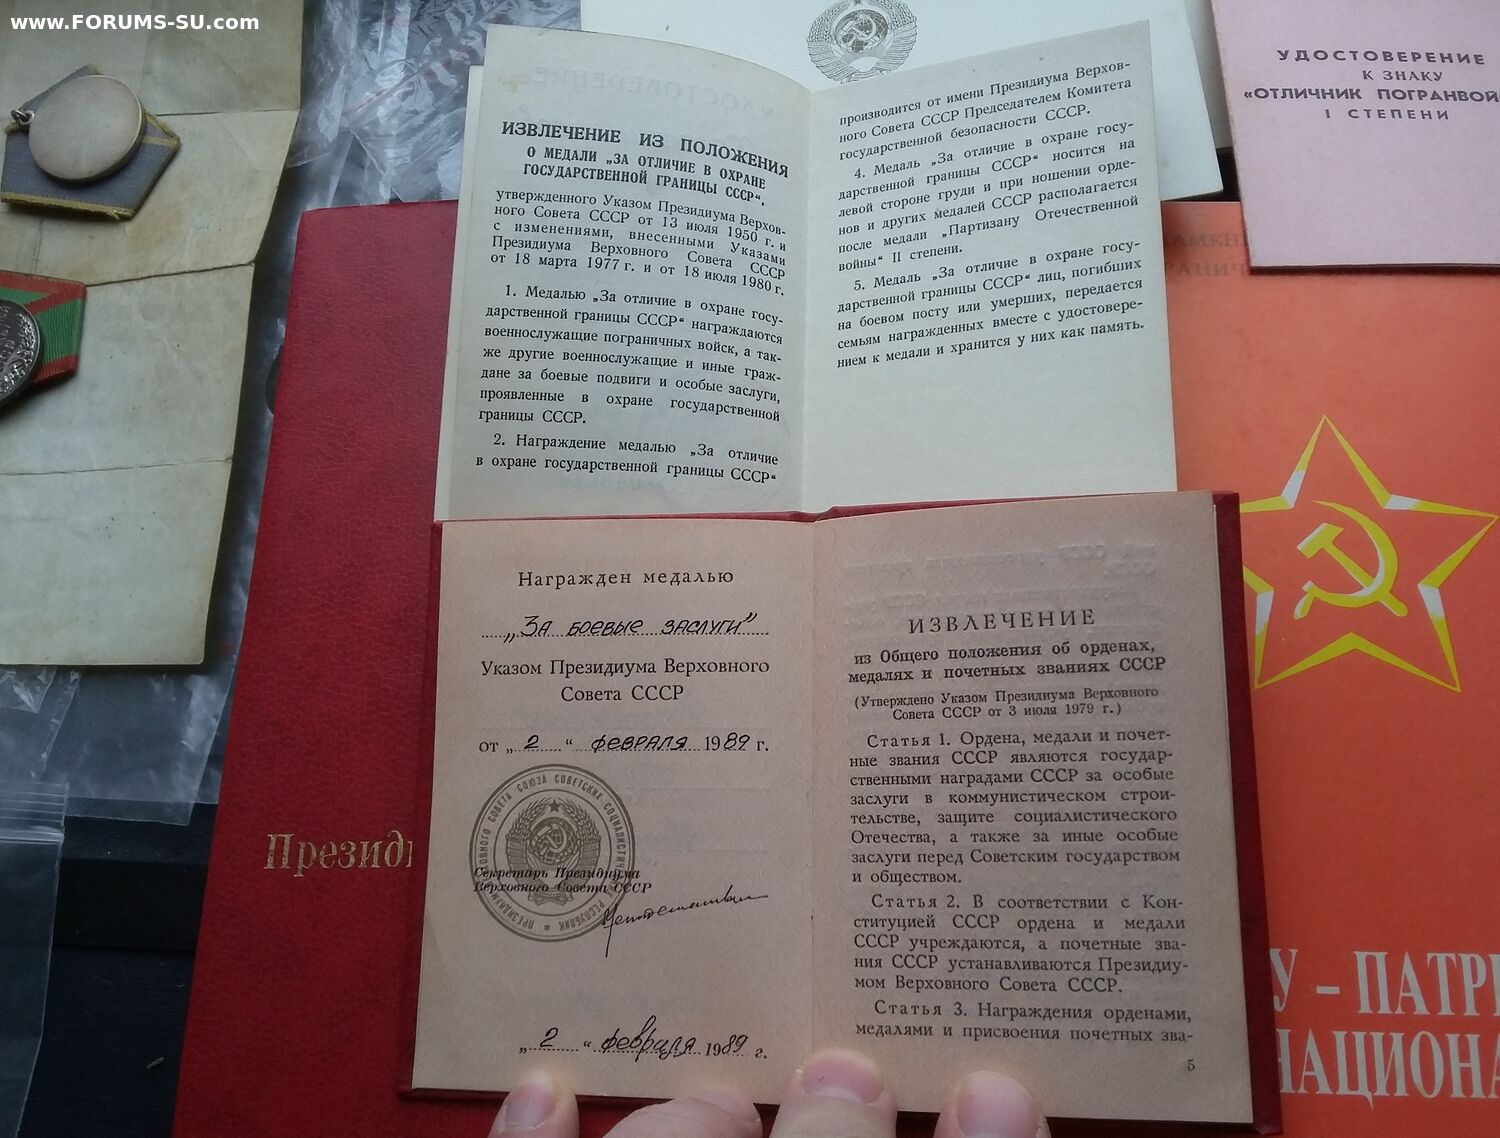 www.FORUMS-SU.com
УДОСТОВЕРЕНИЕ
К ЗНАКУ
«ОТЛИЧНИК ПОГРАНВОЙ
I СТЕПЕНИ
ИЗВЛЕЧЕНИЕ ИЗ ПОЛОЖЕНИЯ
О МЕДАЛИ „ЗА ОТЛИЧИЕ В ОХРАНЕ
ГОСУДАРСТВЕННОЙ ГРАНИЦЫ СССР“,
утвержденного Указом Президиума Верхов-
ного Совета СССР от 13 июля 1950 г. и
с изменениями, внесенными Указами
Президиума Верховного Совета СССР
от 18 марта 1977 г. и от 18 июля 1980 г.
1. Медалью „За отличие в охране госу-
дарственной границы СССР“ награждаются
военнослужащие пограничных войск, а так-
же другие военнослужащие и иные граж-
дане за боевые подвиги и особые заслуги,
проявленные в охране государственной
границы СССР.
2. Награждение медалью „За отличие
в охране государственной границы СССР“
производится от имени Президиума Верхов-
ного Совета СССР Председателем Комитета
государственной безопасности СССР.
4. Медаль „За отличие в охране госу-
дарственной границы СССР“ носится на
левой стороне груди и при ношении орде-
нов и других медалей СССР располагается
после медали „Партизану Отечественной
войны“ II степени.
5. Медаль „За отличие в охране госу-
дарственной границы СССР“ лиц, погибших
на боевом посту или умерших, передается
семьям награжденных вместе с удостовере-
нием к медали и хранится у них как память.
Награжден медалью
„За боевые заслуги”
Указом Президиума Верховного
Совета СССР
от „ 2 “ февраля 1989 г.
Секретарь Президиума
Верховного Совета СССР
„ 2 “ февраля 1989 г.
ИЗВЛЕЧЕНИЕ
из Общего положения об орденах,
медалях и почетных званиях СССР
(Утверждено Указом Президиума Верховного
Совета СССР от 3 июля 1979 г.)
Статья 1. Ордена, медали и почет-
ные звания СССР являются государ-
ственными наградами СССР за особые
заслуги в коммунистическом строи-
тельстве, защите социалистического
Отечества, а также за иные особые
заслуги перед Советским государством
и обществом.
Статья 2. В соответствии с Кон-
ституцией СССР ордена и медали
СССР учреждаются, а почетные зва-
ния СССР устанавливаются Президиу-
мом Верховного Совета СССР.
Статья 3. Награждения орденами,
медалями и присвоения почетных зва-
5
Президи
У – ПАТРИ
НАЦИОНА